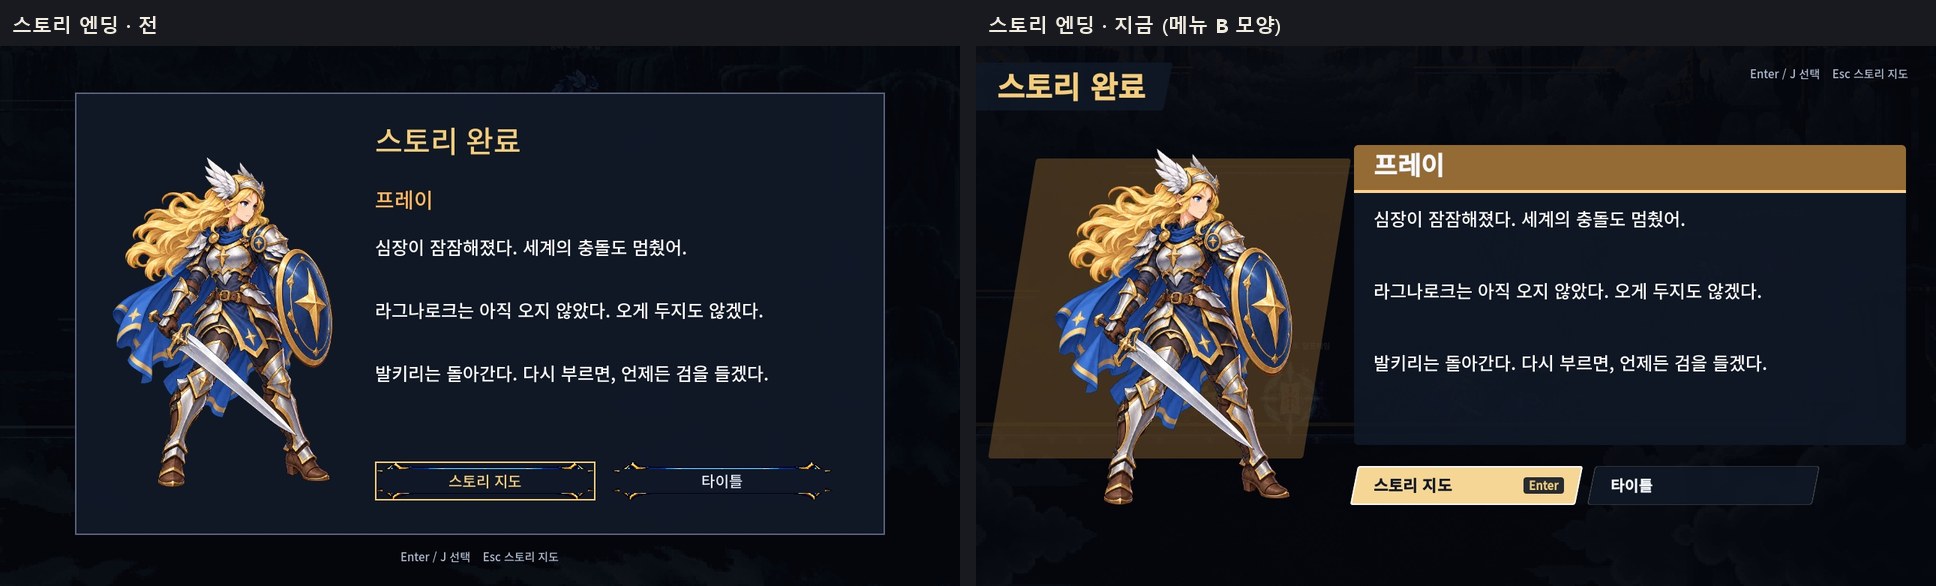 스토리 엔딩 · 전
스토리 완료
프레이
심장이 잠잠해졌다. 세계의 충돌도 멈췄어.
라그나로크는 아직 오지 않았다. 오게 두지도 않겠다.
발키리는 돌아간다. 다시 부르면, 언제든 검을 들겠다.
스토리 지도
타이틀
Enter / J 선택 Esc 스토리 지도
스토리 엔딩 · 지금 (메뉴 B 모양)
스토리 완료
Enter / J 선택 Esc 스토리 지도
프레이
심장이 잠잠해졌다. 세계의 충돌도 멈췄어.
라그나로크는 아직 오지 않았다. 오게 두지도 않겠다.
발키리는 돌아간다. 다시 부르면, 언제든 검을 들겠다.
스토리 지도 Enter
타이틀